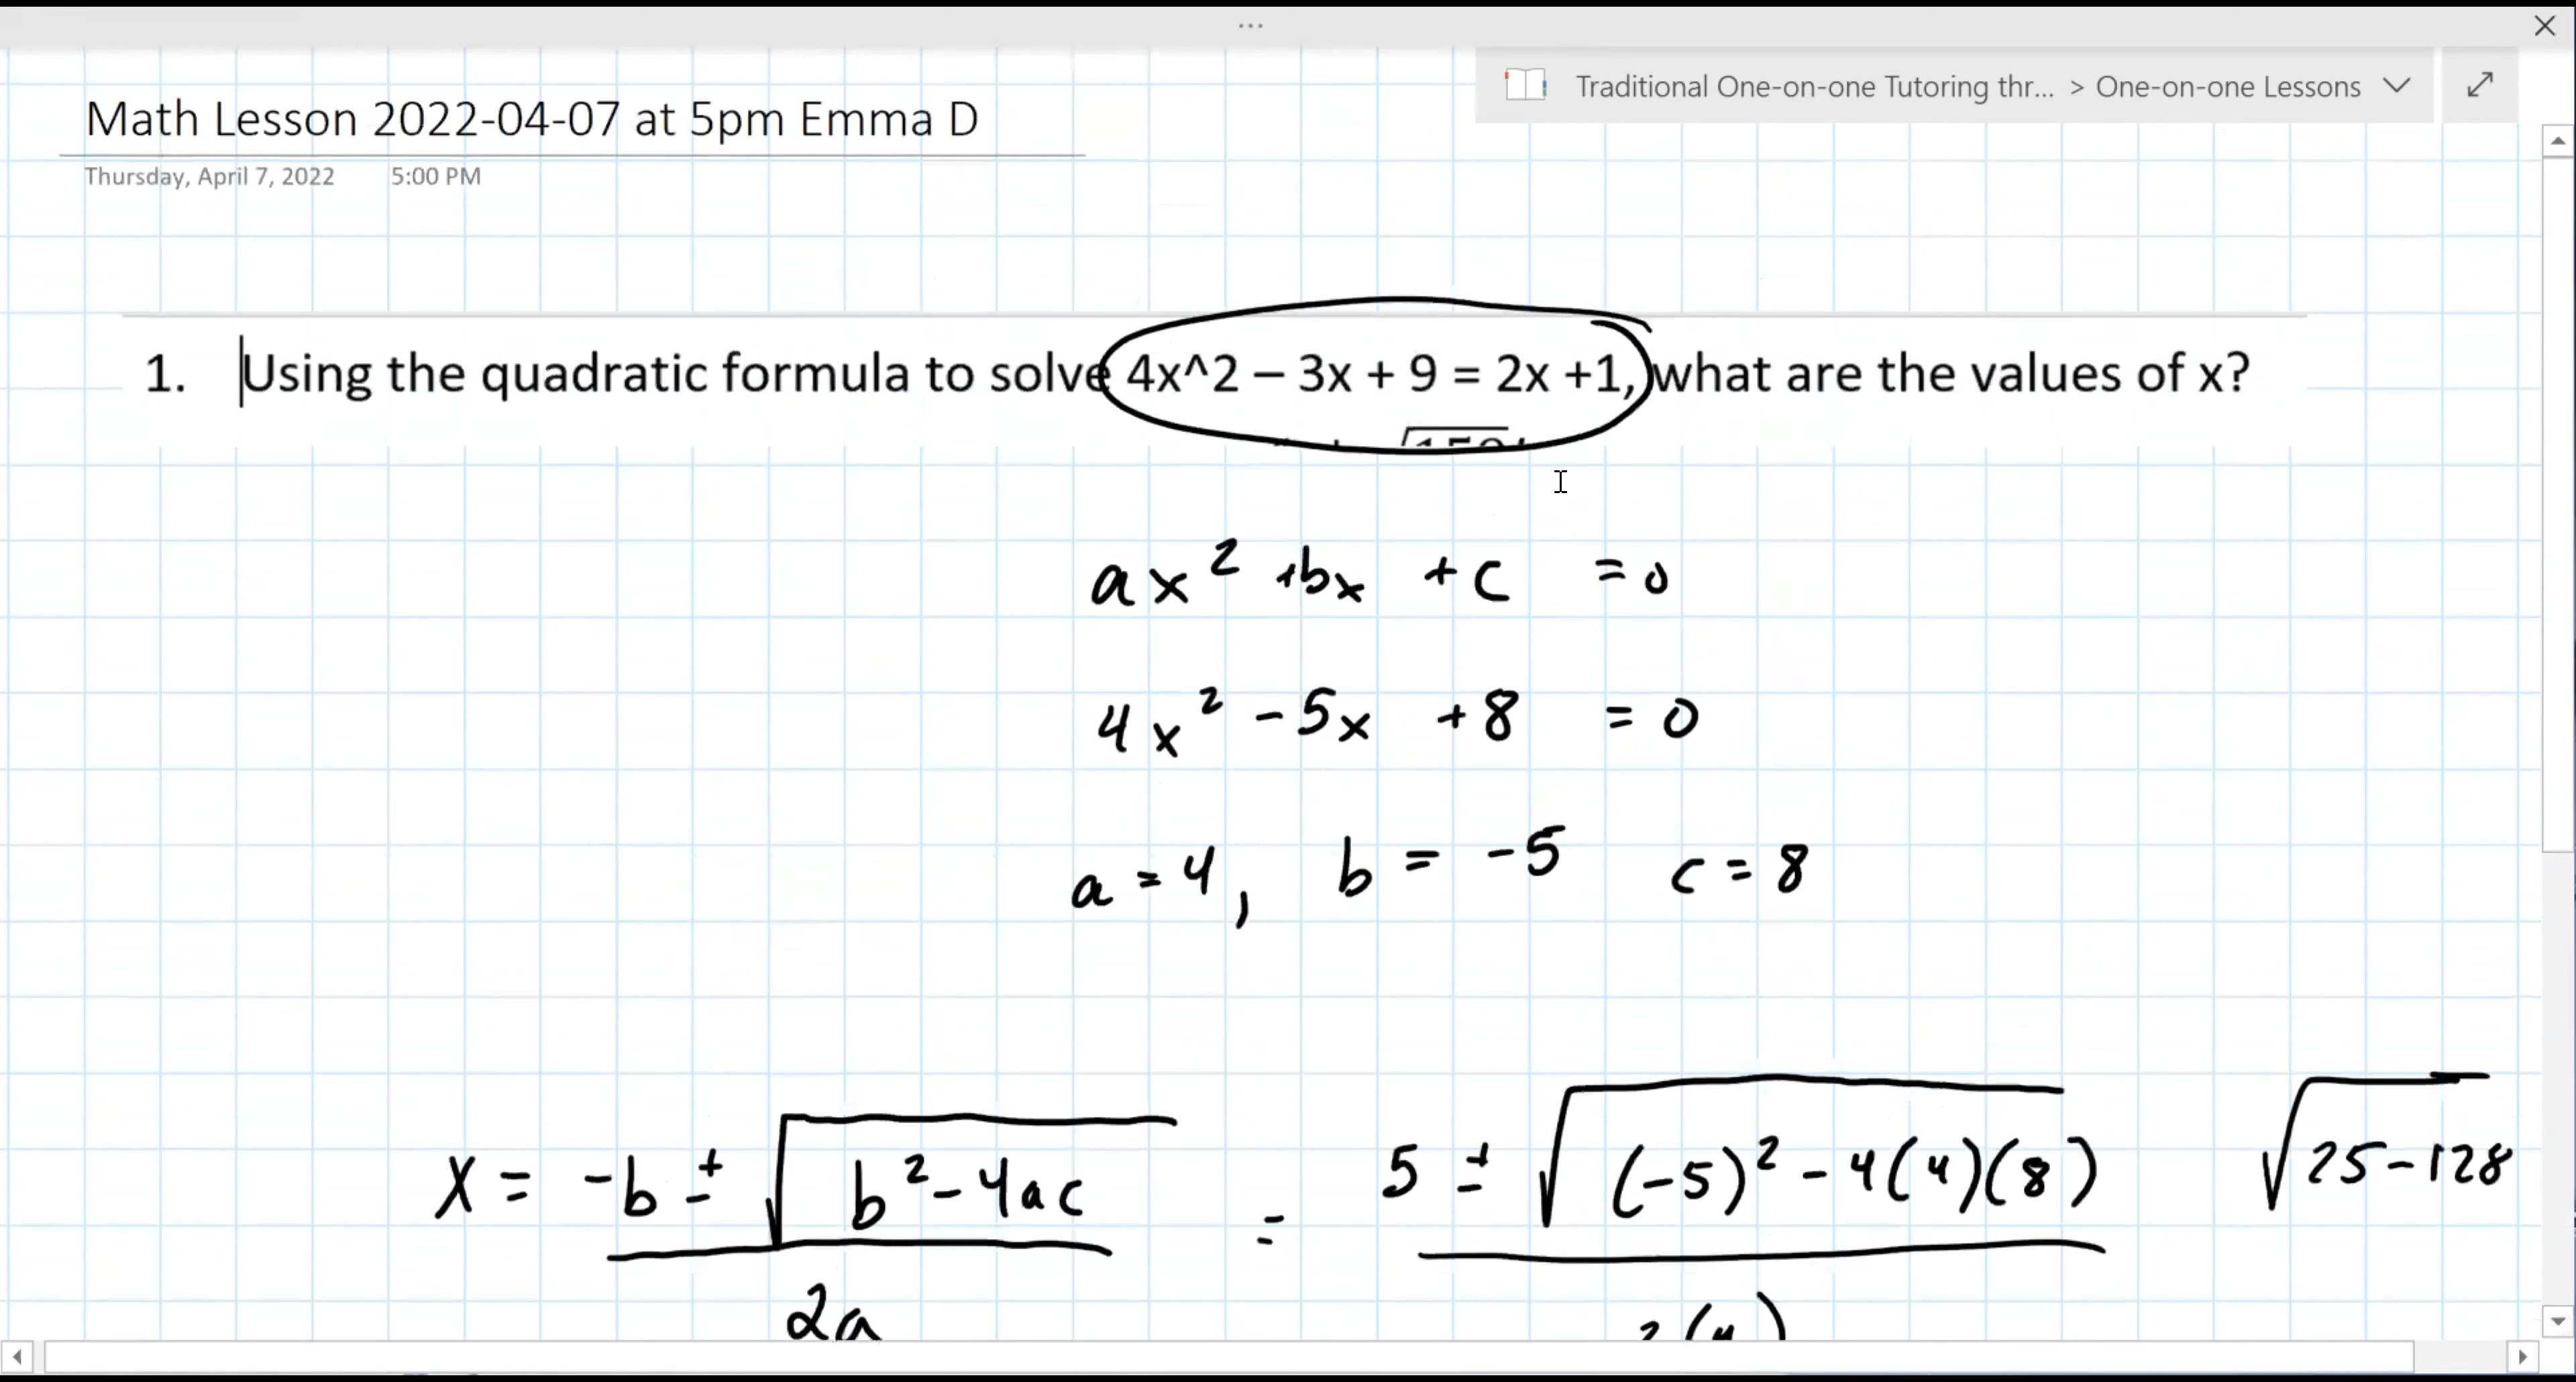 Traditional One-on-one Tutoring thr... > One-on-one Lessons
Math Lesson 2022-04-07 at 5pm Emma D
Thursday, April 7, 2022 5:00 PM
1. Using the quadratic formula to solve 4x^2 – 3x + 9 = 2x +1, what are the values of x?
ax² +bx +c =0
4x² -5x +8 = 0
a=4, b = -5 c=8
X = -b ± √(b²-4ac) = 5 ± √((-5)²-4(4)(8)) √(25-128)
2a 2(4)